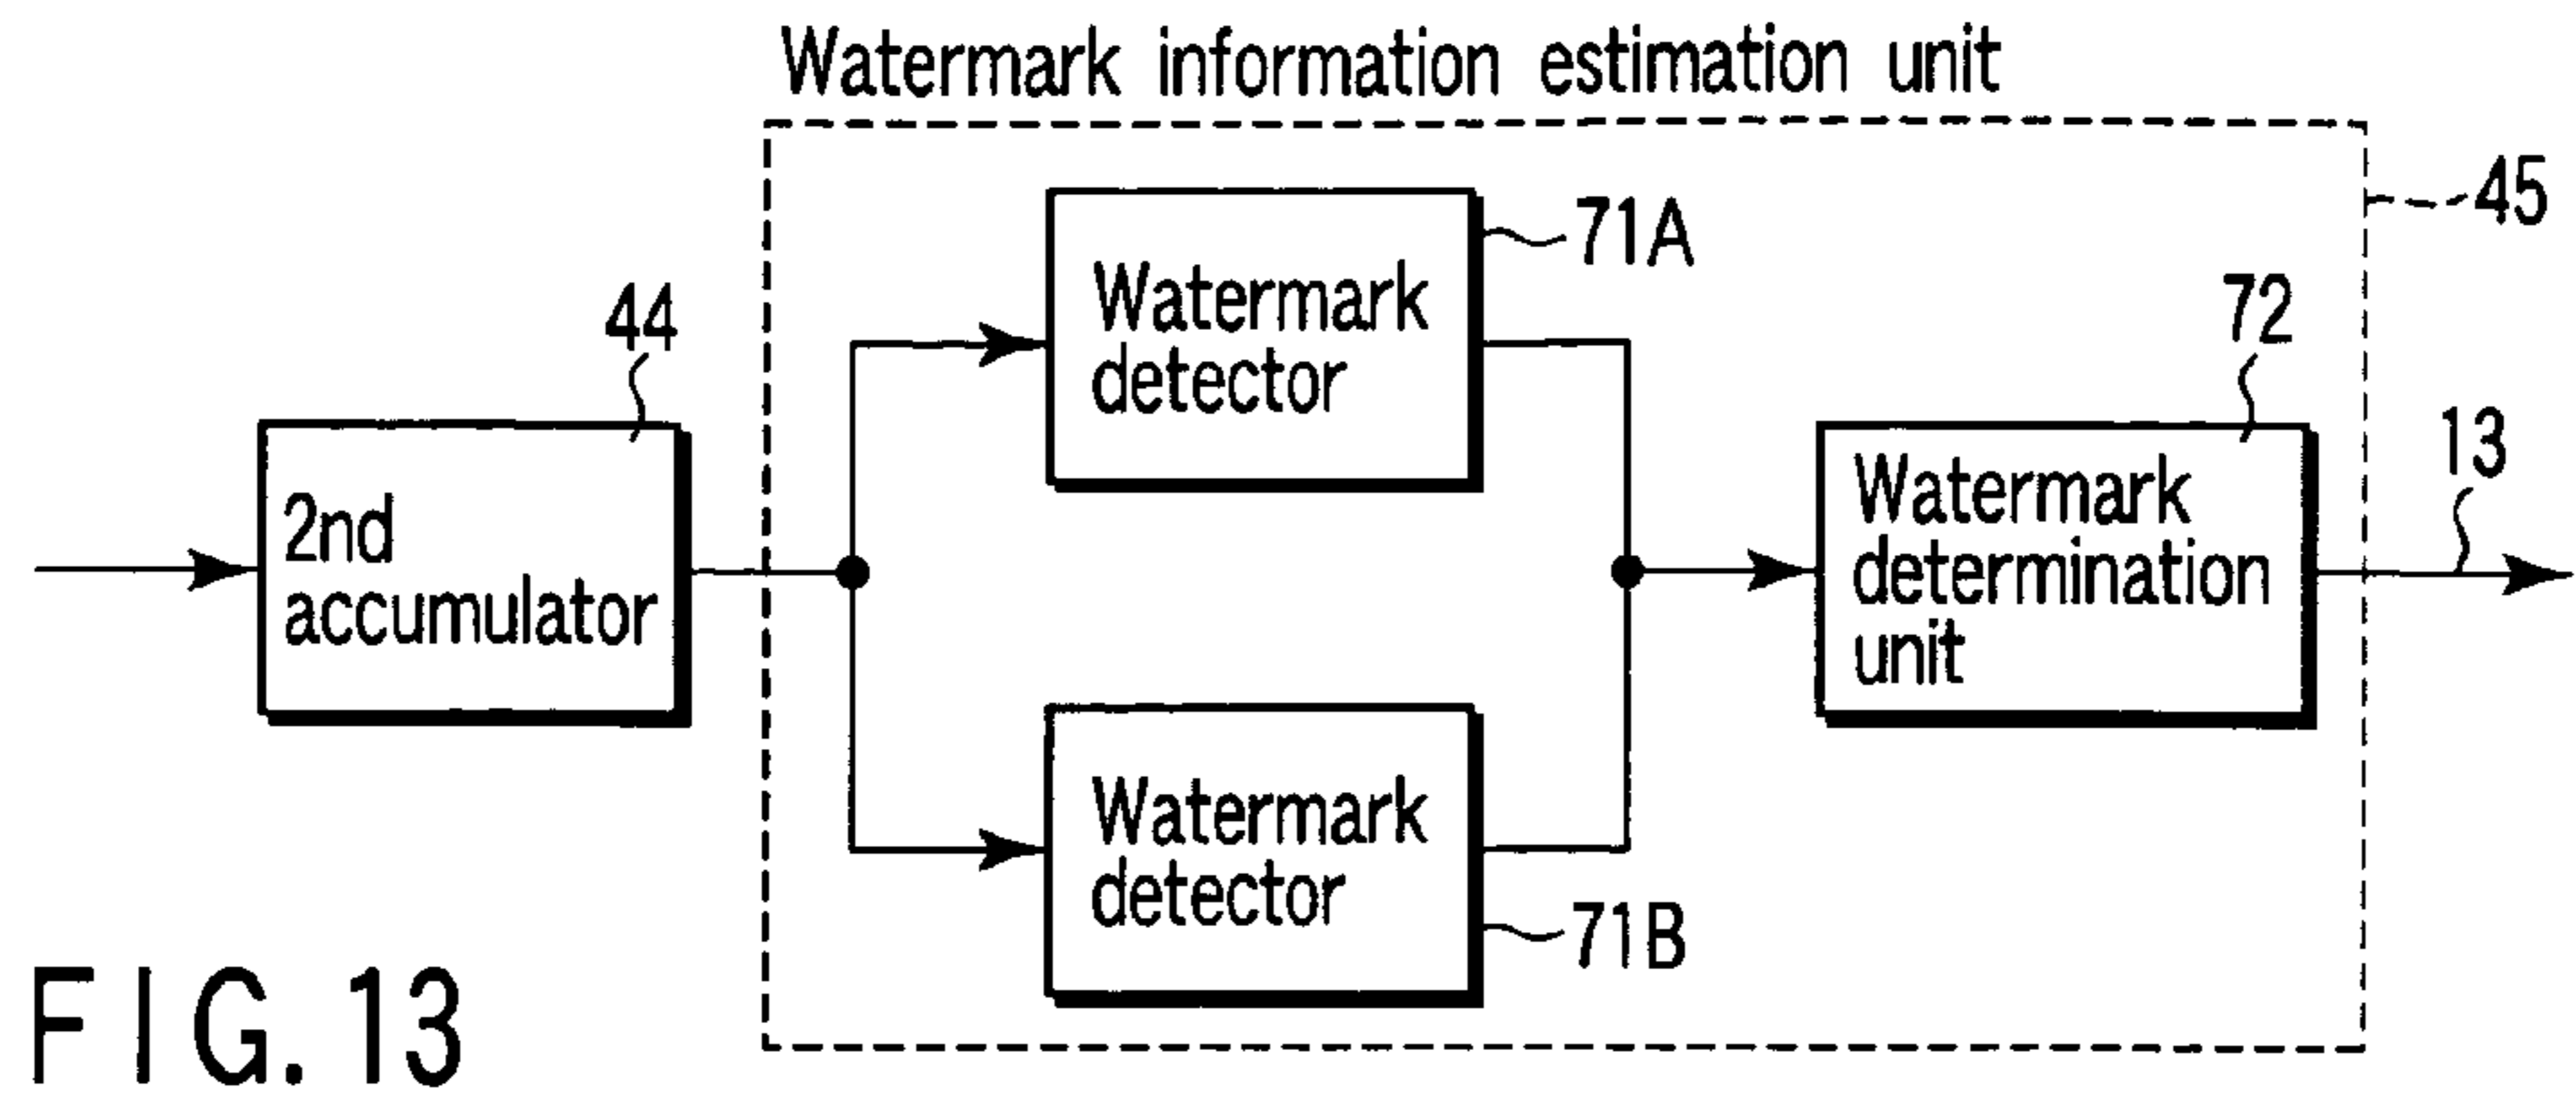 Watermark information estimation unit
45
71A
Watermark
detector
44
72
2nd
accumulator
Watermark
determination
unit
13
Watermark
detector
71B
FIG. 13